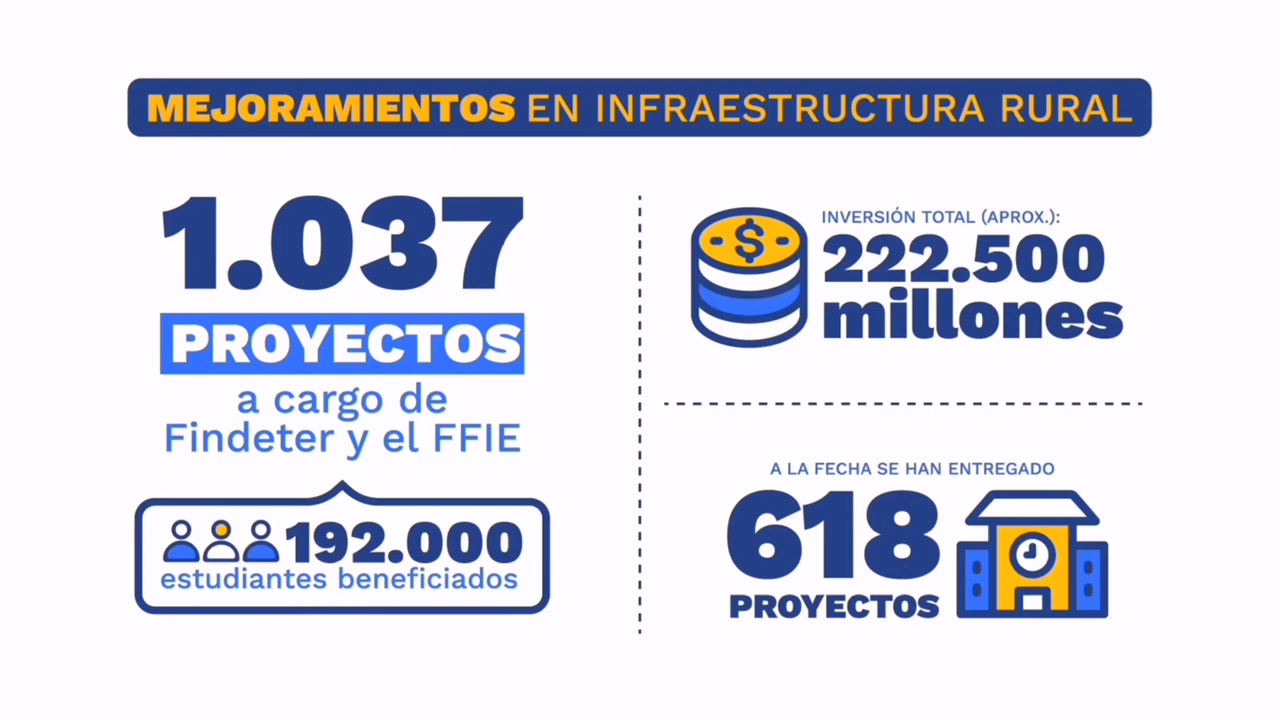 MEJORAMIENTOS EN INFRAESTRUCTURA RURAL
1.037
PROYECTOS
a cargo de
Findeter y el FFIE
192.000
estudiantes beneficiados
$
INVERSIÓN TOTAL (APROX.):
222.500
millones
A LA FECHA SE HAN ENTREGADO
618
PROYECTOS